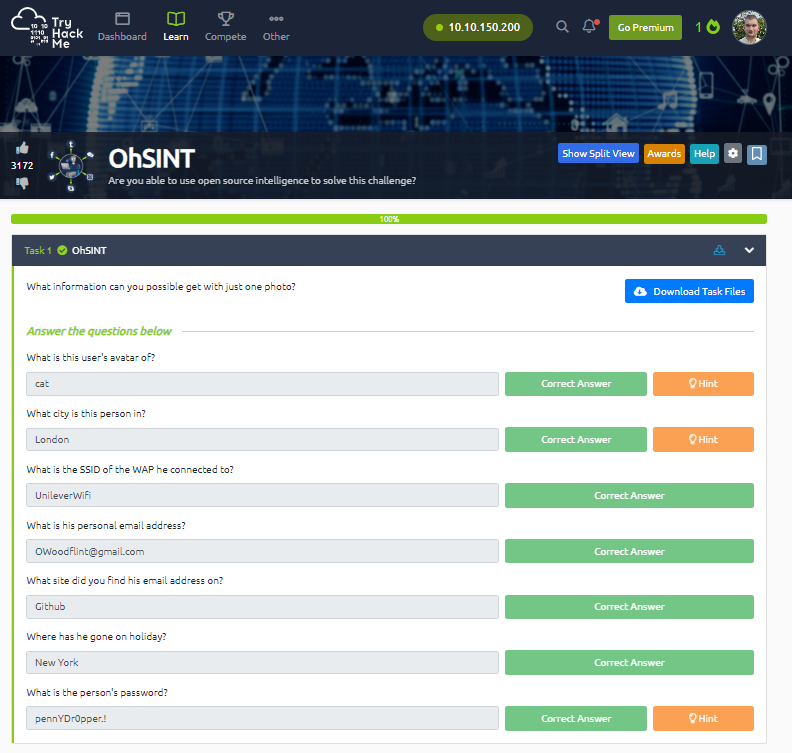 Try
Hack
Me
Dashboard
Learn
Compete
Other
10.10.150.200
Go Premium
1
3172
OhSINT
Are you able to use open source intelligence to solve this challenge?
Show Split View
Awards
Help
100%
Task 1 OhSINT
What information can you possible get with just one photo?
Download Task Files
Answer the questions below
What is this user's avatar of?
cat
Correct Answer
Hint
What city is this person in?
London
Correct Answer
Hint
What is the SSID of the WAP he connected to?
UnileverWifi
Correct Answer
What is his personal email address?
OWoodflint@gmail.com
Correct Answer
What site did you find his email address on?
Github
Correct Answer
Where has he gone on holiday?
New York
Correct Answer
What is the person's password?
pennYDr0pper.!
Correct Answer
Hint